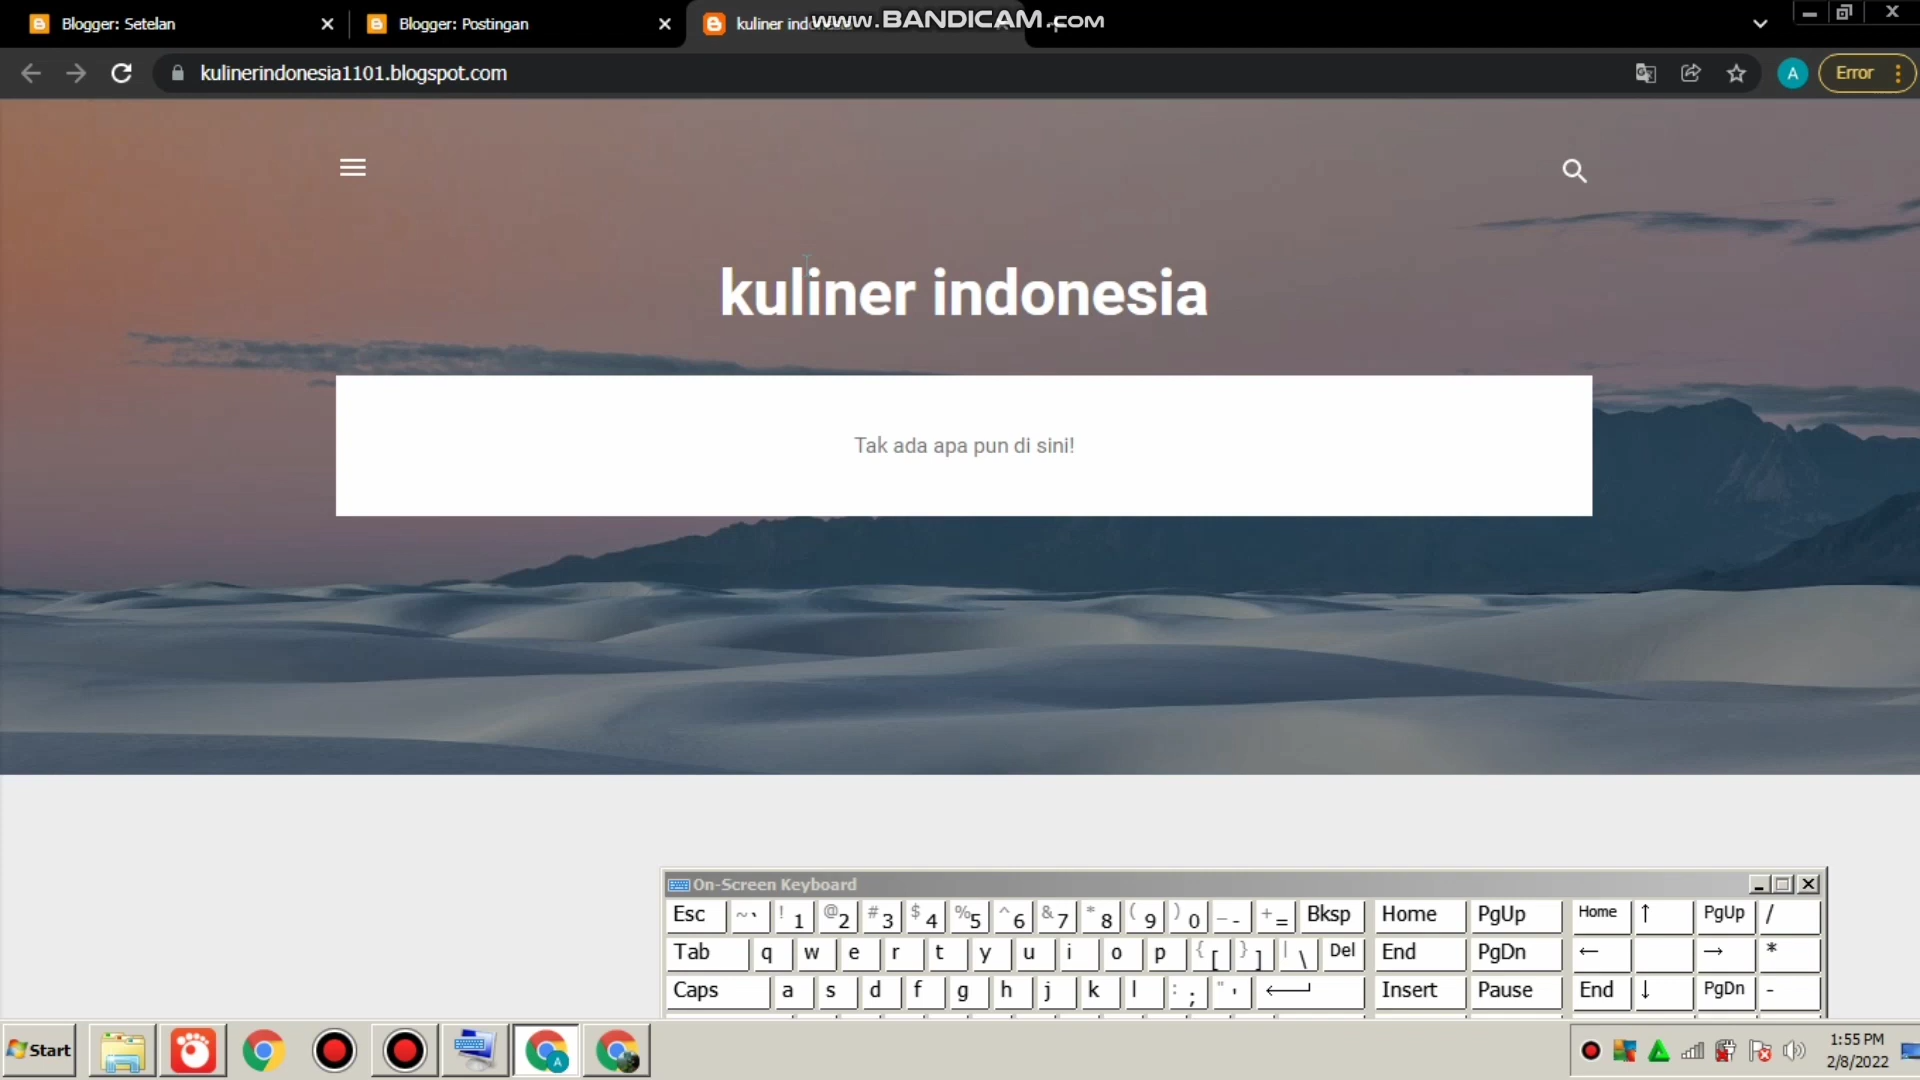 Blogger: Setelan
Blogger: Postingan
kuliner indonesia
www.BANDICAM.com
kulinerindonesia1101.blogspot.com
A
Error
kuliner indonesia
Tak ada apa pun di sini!
On-Screen Keyboard
Esc ~ ` ! 1 @ 2 # 3 $ 4 % 5 ^ 6 & 7 * 8 ( 9 ) 0 _ - + = Bksp Home PgUp Home ↑ PgUp /
Tab q w e r t y u i o p { [ } ] | \ Del End PgDn ← → *
Caps a s d f g h j k l : ; " ' Insert Pause End ↓ PgDn -
Start
A
1:55 PM
2/8/2022